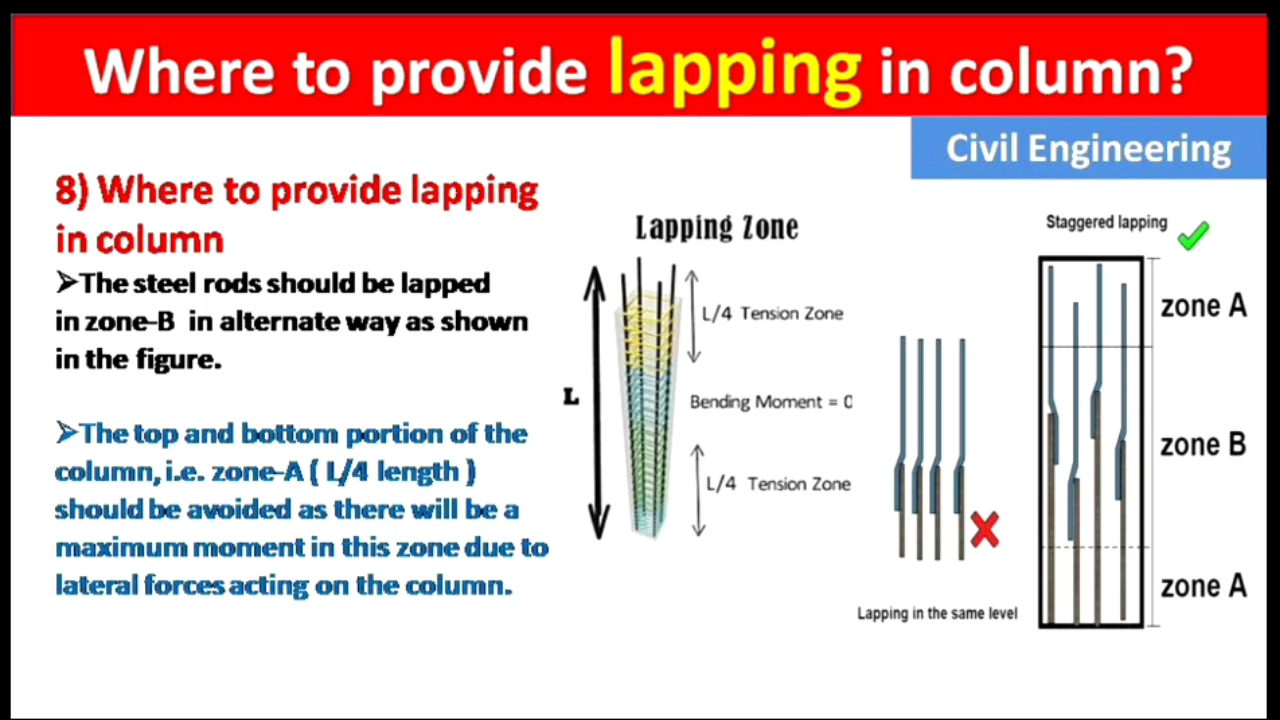 Where to provide lapping in column?
Civil Engineering
8) Where to provide lapping
in column
➢The steel rods should be lapped
in zone-B in alternate way as shown
in the figure.
➢The top and bottom portion of the
column, i.e. zone-A ( L/4 length )
should be avoided as there will be a
maximum moment in this zone due to
lateral forces acting on the column.
Lapping Zone
L/4 Tension Zone
L
Bending Moment = 0
L/4 Tension Zone
Lapping in the same level
Staggered lapping
zone A
zone B
zone A